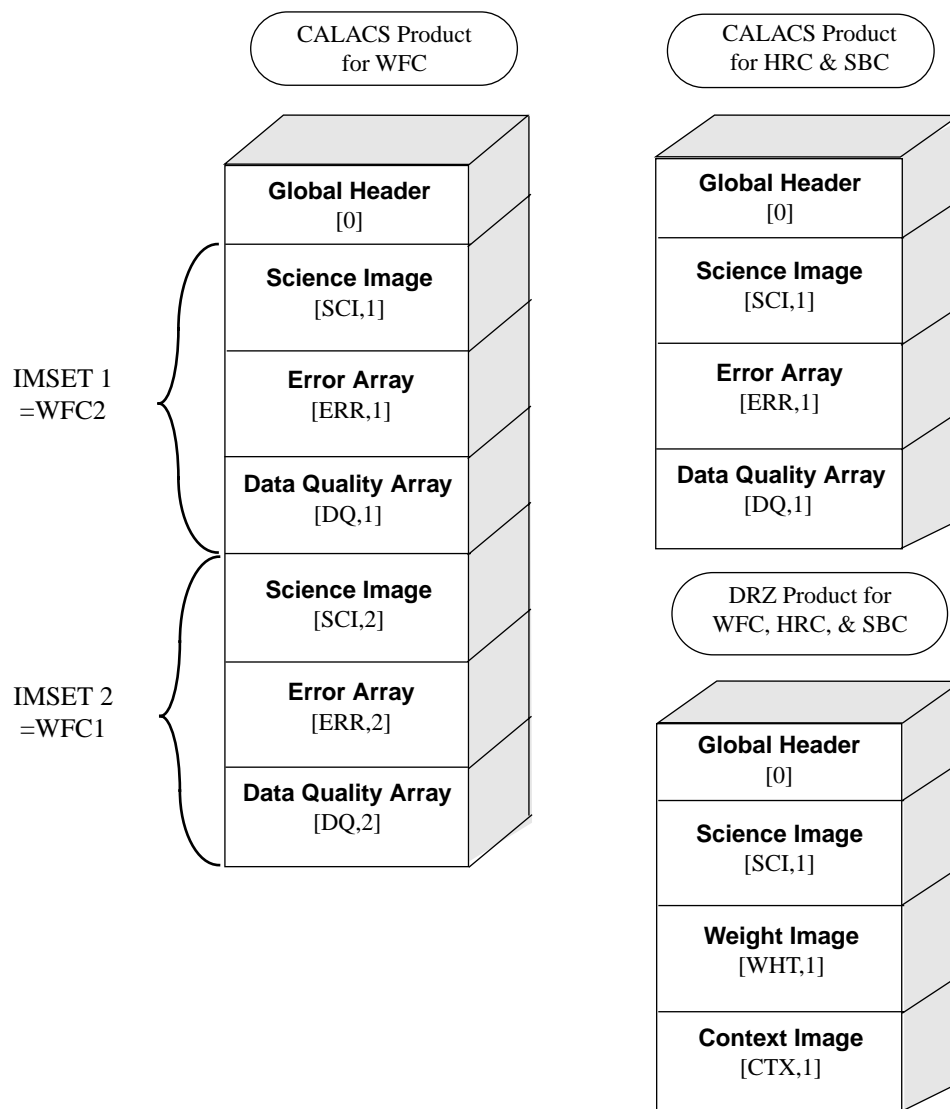 CALACS Product
for WFC
Global Header
[0]
Science Image
[SCI,1]
Error Array
[ERR,1]
Data Quality Array
[DQ,1]
Science Image
[SCI,2]
Error Array
[ERR,2]
Data Quality Array
[DQ,2]
IMSET 1
=WFC2
IMSET 2
=WFC1
CALACS Product
for HRC & SBC
Global Header
[0]
Science Image
[SCI,1]
Error Array
[ERR,1]
Data Quality Array
[DQ,1]
DRZ Product for
WFC, HRC, & SBC
Global Header
[0]
Science Image
[SCI,1]
Weight Image
[WHT,1]
Context Image
[CTX,1]